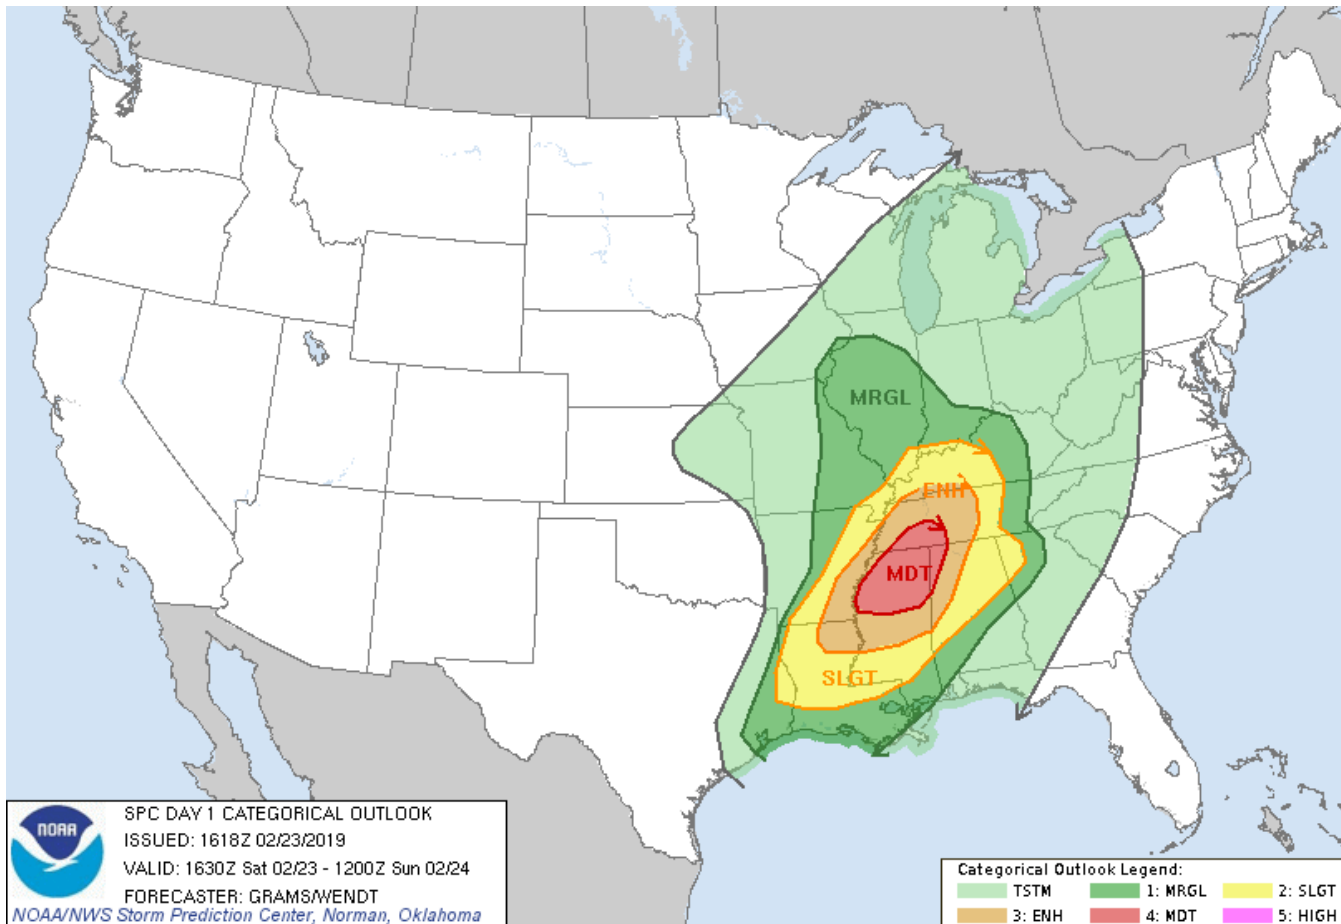 MRGL
ENH
MDT
SLGT
NOAA
SPC DAY 1 CATEGORICAL OUTLOOK
ISSUED: 1618Z 02/23/2019
VALID: 1630Z Sat 02/23 - 1200Z Sun 02/24
FORECASTER: GRAMS/WENDT
NOAA/NWS Storm Prediction Center, Norman, Oklahoma
Categorical Outlook Legend:
TSTM 1: MRGL 2: SLGT
3: ENH 4: MDT 5: HIGH